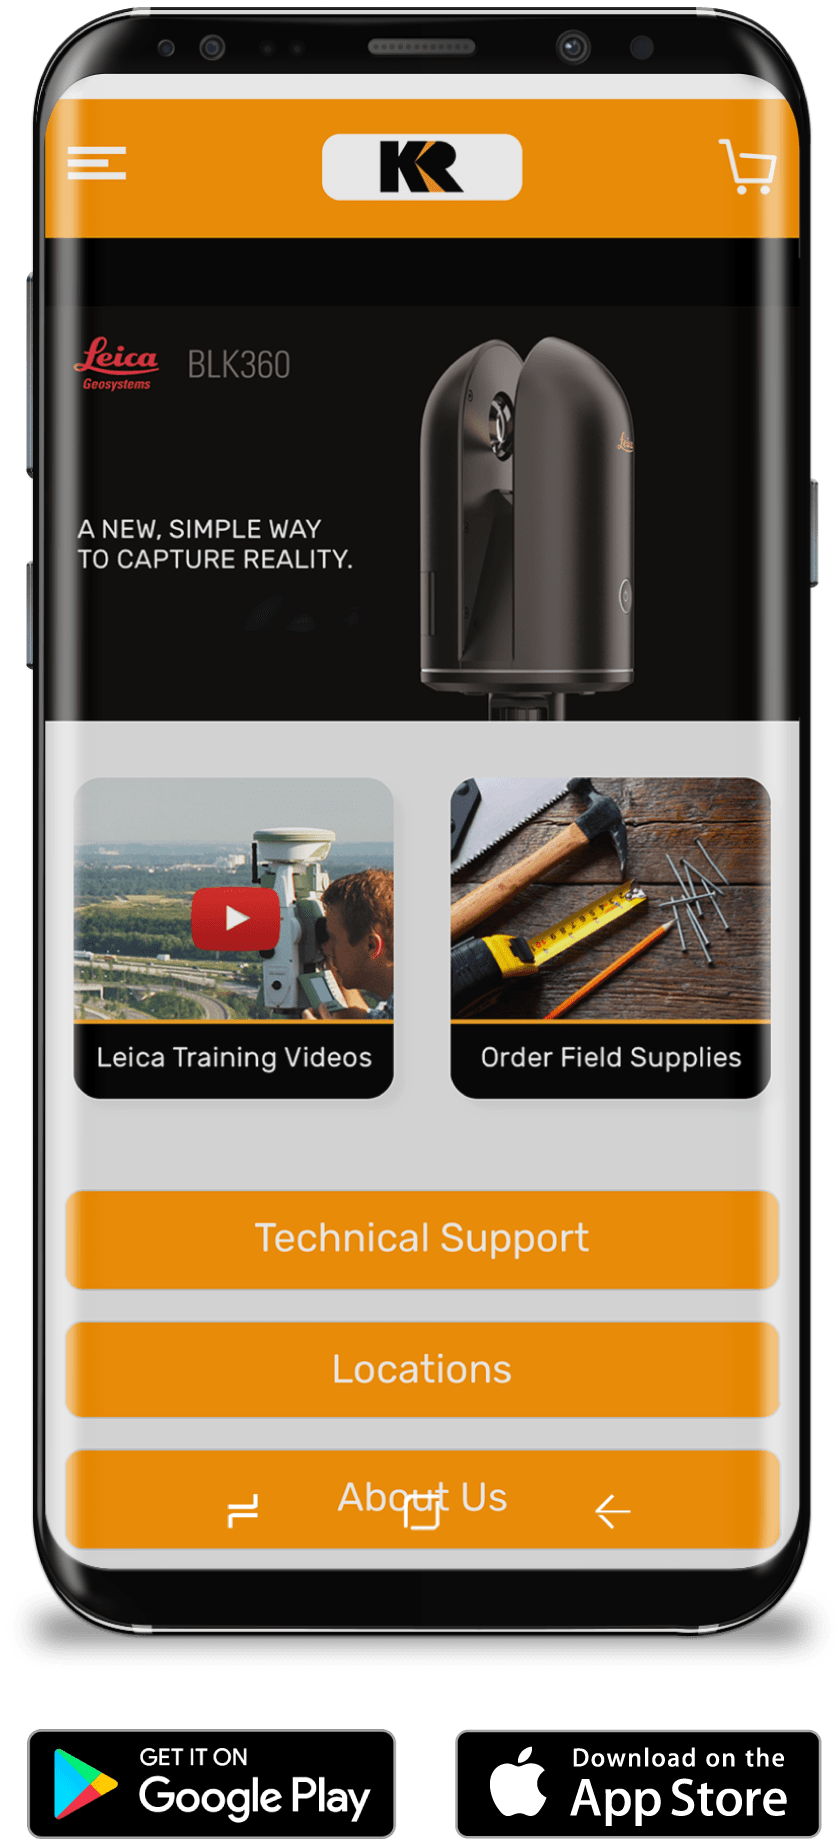 KR
Leica
Geosystems
BLK360
Leica
A NEW, SIMPLE WAY
TO CAPTURE REALITY.
Leica Training Videos
Order Field Supplies
Technical Support
Locations
About Us
GET IT ON
Google Play
Download on the
App Store